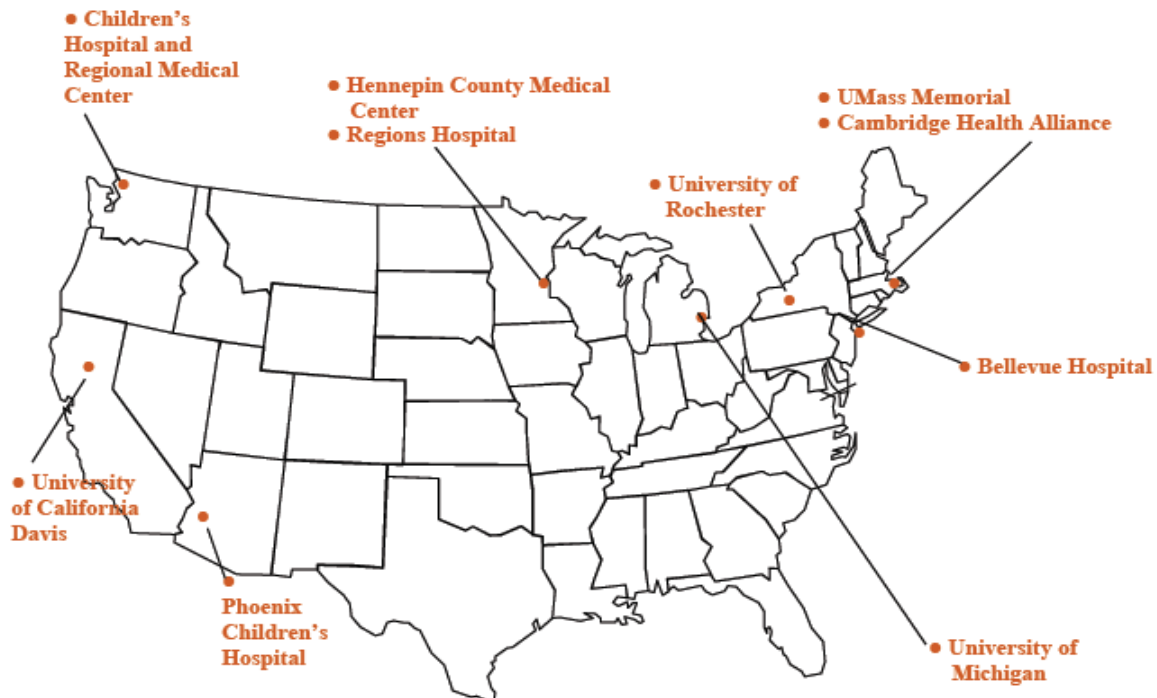 • Children's
Hospital and
Regional Medical
Center
• Hennepin County Medical
Center
• Regions Hospital
• UMass Memorial
• Cambridge Health Alliance
• University of
Rochester
• Bellevue Hospital
• University
of California
Davis
Phoenix
Children's
Hospital
• University of
Michigan